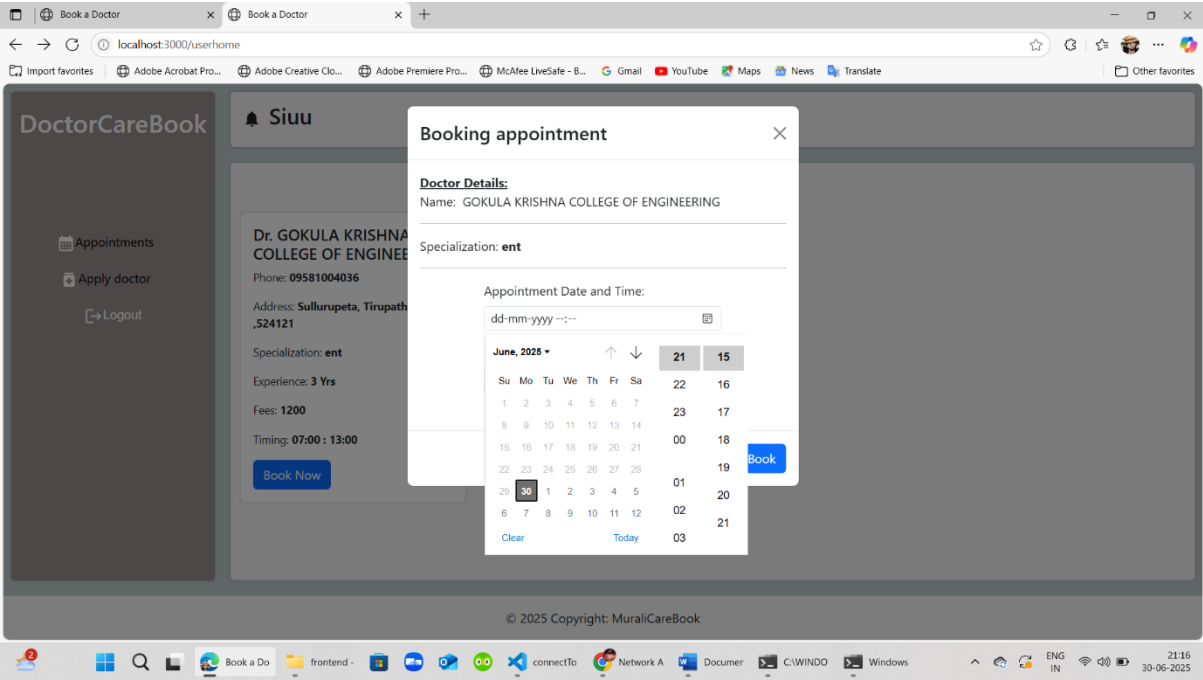 Book a Doctor
Book a Doctor
localhost:3000/userhome
Import favorites
Adobe Acrobat Pro...
Adobe Creative Clo...
Adobe Premiere Pro...
McAfee LiveSafe - B...
Gmail
YouTube
Maps
News
Translate
Other favorites
DoctorCareBook
Appointments
Apply doctor
Logout
Siuu
Dr. GOKULA KRISHNA
COLLEGE OF ENGINEE
Phone: 09581004036
Address: Sullurupeta, Tirupath
,524121
Specialization: ent
Experience: 3 Yrs
Fees: 1200
Timing: 07:00 : 13:00
Book Now
Booking appointment
Doctor Details:
Name: GOKULA KRISHNA COLLEGE OF ENGINEERING
Specialization: ent
Appointment Date and Time:
dd-mm-yyyy --:--
June, 2025
Su Mo Tu We Th Fr Sa
1 2 3 4 5 6 7
8 9 10 11 12 13 14
15 16 17 18 19 20 21
22 23 24 25 26 27 28
29 30 1 2 3 4 5
6 7 8 9 10 11 12
Clear Today
21 15
22 16
23 17
00 18
19
01
20
02
21
03
Book
© 2025 Copyright: MuraliCareBook
2
Book a Do
frontend -
connectTo
Network A
Documer
C:\WINDO
Windows
ENG
IN
21:16
30-06-2025